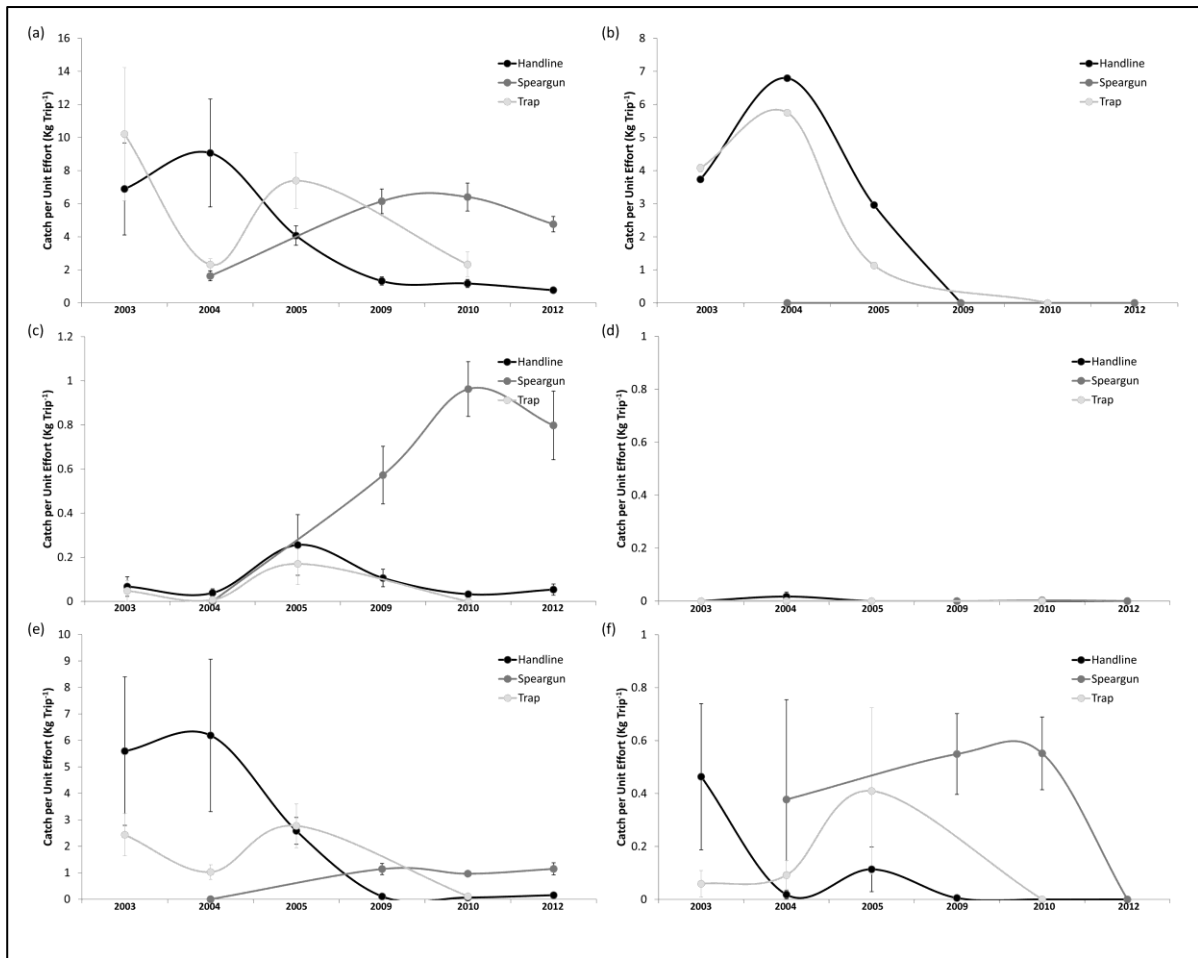 (a)
Catch per Unit Effort (Kg Trip-1)
16
14
12
10
8
6
4
2
0
2003 2004 2005 2009 2010 2012
Handline
Speargun
Trap
(b)
Catch per Unit Effort (Kg Trip-1)
8
7
6
5
4
3
2
1
0
2003 2004 2005 2009 2010 2012
Handline
Speargun
Trap
(c)
Catch per Unit Effort (Kg Trip-1)
1.2
1
0.8
0.6
0.4
0.2
0
2003 2004 2005 2009 2010 2012
Handline
Speargun
Trap
(d)
Catch per Unit Effort (Kg Trip-1)
1
0.8
0.6
0.4
0.2
0
2003 2004 2005 2009 2010 2012
Handline
Speargun
Trap
(e)
Catch per Unit Effort (Kg Trip-1)
10
9
8
7
6
5
4
3
2
1
0
2003 2004 2005 2009 2010 2012
Handline
Speargun
Trap
(f)
Catch per Unit Effort (Kg Trip-1)
1
0.8
0.6
0.4
0.2
0
2003 2004 2005 2009 2010 2012
Handline
Speargun
Trap